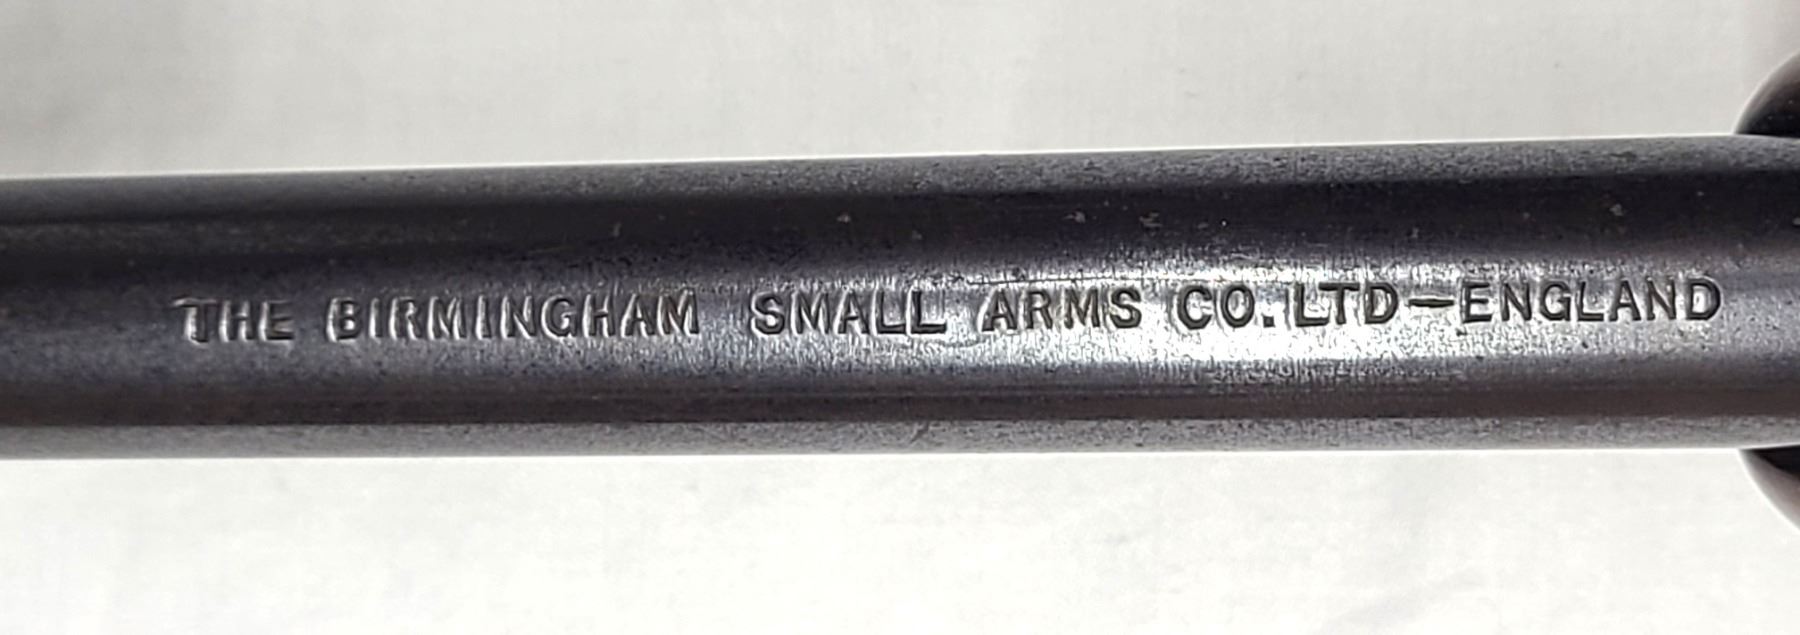 THE BIRMINGHAM SMALL ARMS CO. LTD—ENGLAND